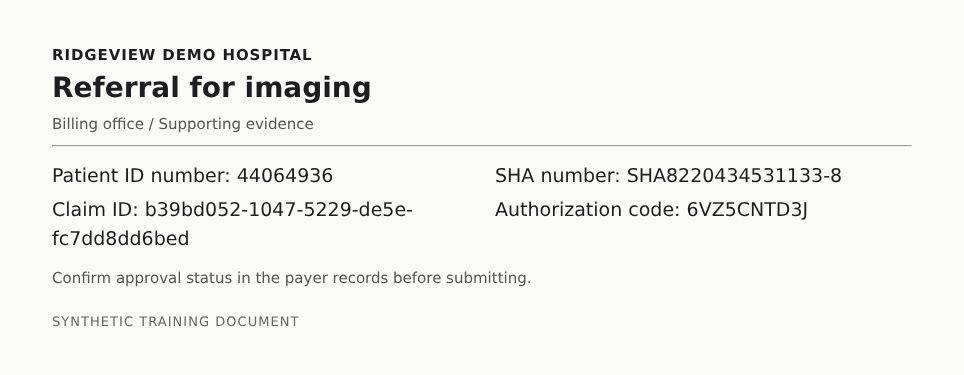 RIDGEVIEW DEMO HOSPITAL
Referral for imaging
Billing office / Supporting evidence
Patient ID number: 44064936
SHA number: SHA8220434531133-8
Claim ID: b39bd052-1047-5229-de5e-
fc7dd8dd6bed
Authorization code: 6VZ5CNTD3J
Confirm approval status in the payer records before submitting.
SYNTHETIC TRAINING DOCUMENT